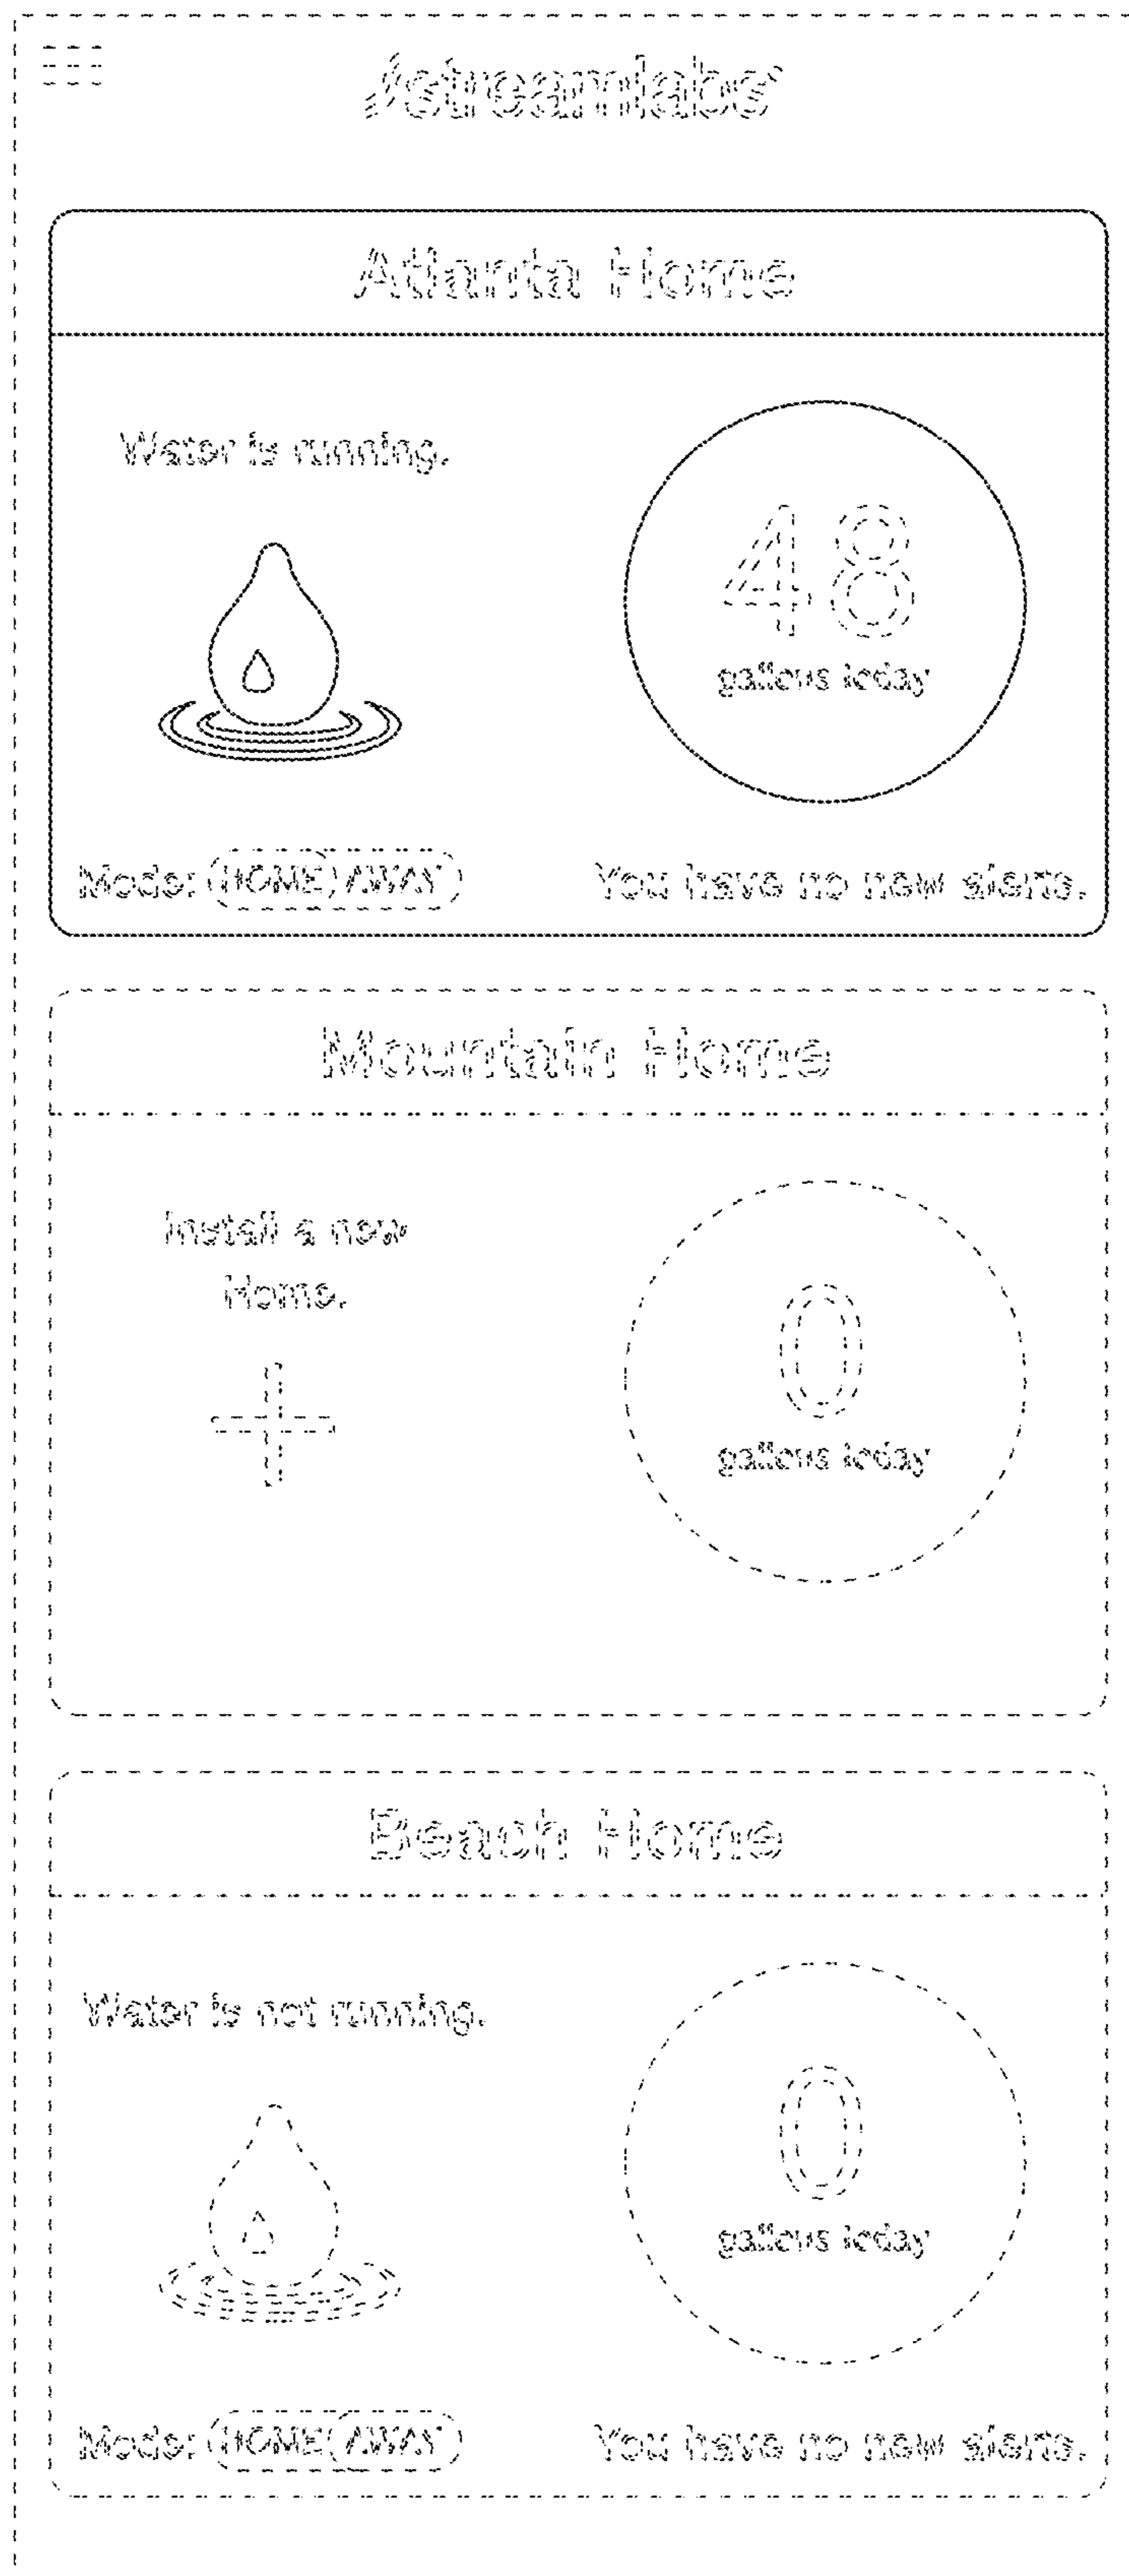 streamlabs
Atlanta Home
Water is running.
48
gallons today
Mode: HOME AWAY
You have no new alerts.
Mountain Home
Install a new
Home.
0
gallons today
Beach Home
Water is not running.
0
gallons today
Mode: HOME AWAY
You have no new alerts.